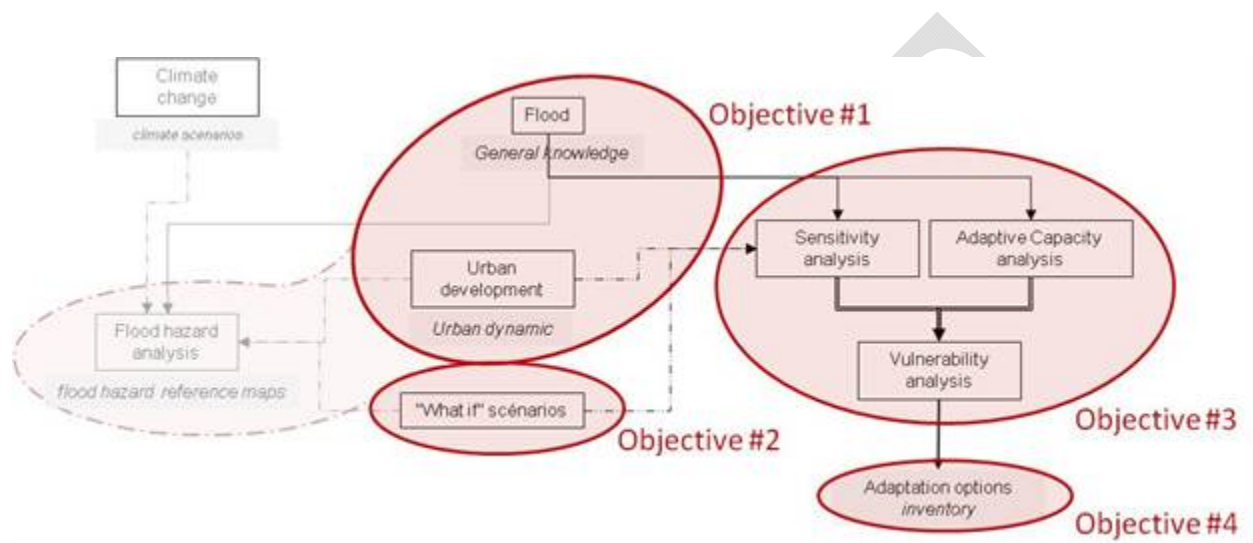 Climate
change
climate scenarios
Flood
General knowledge
Objective #1
Sensitivity
analysis
Adaptive Capacity
analysis
Urban
development
Urban dynamic
Flood hazard
analysis
flood hazard reference maps
Vulnerability
analysis
"What if" scénarios
Objective #2
Objective #3
Adaptation options
inventory
Objective #4